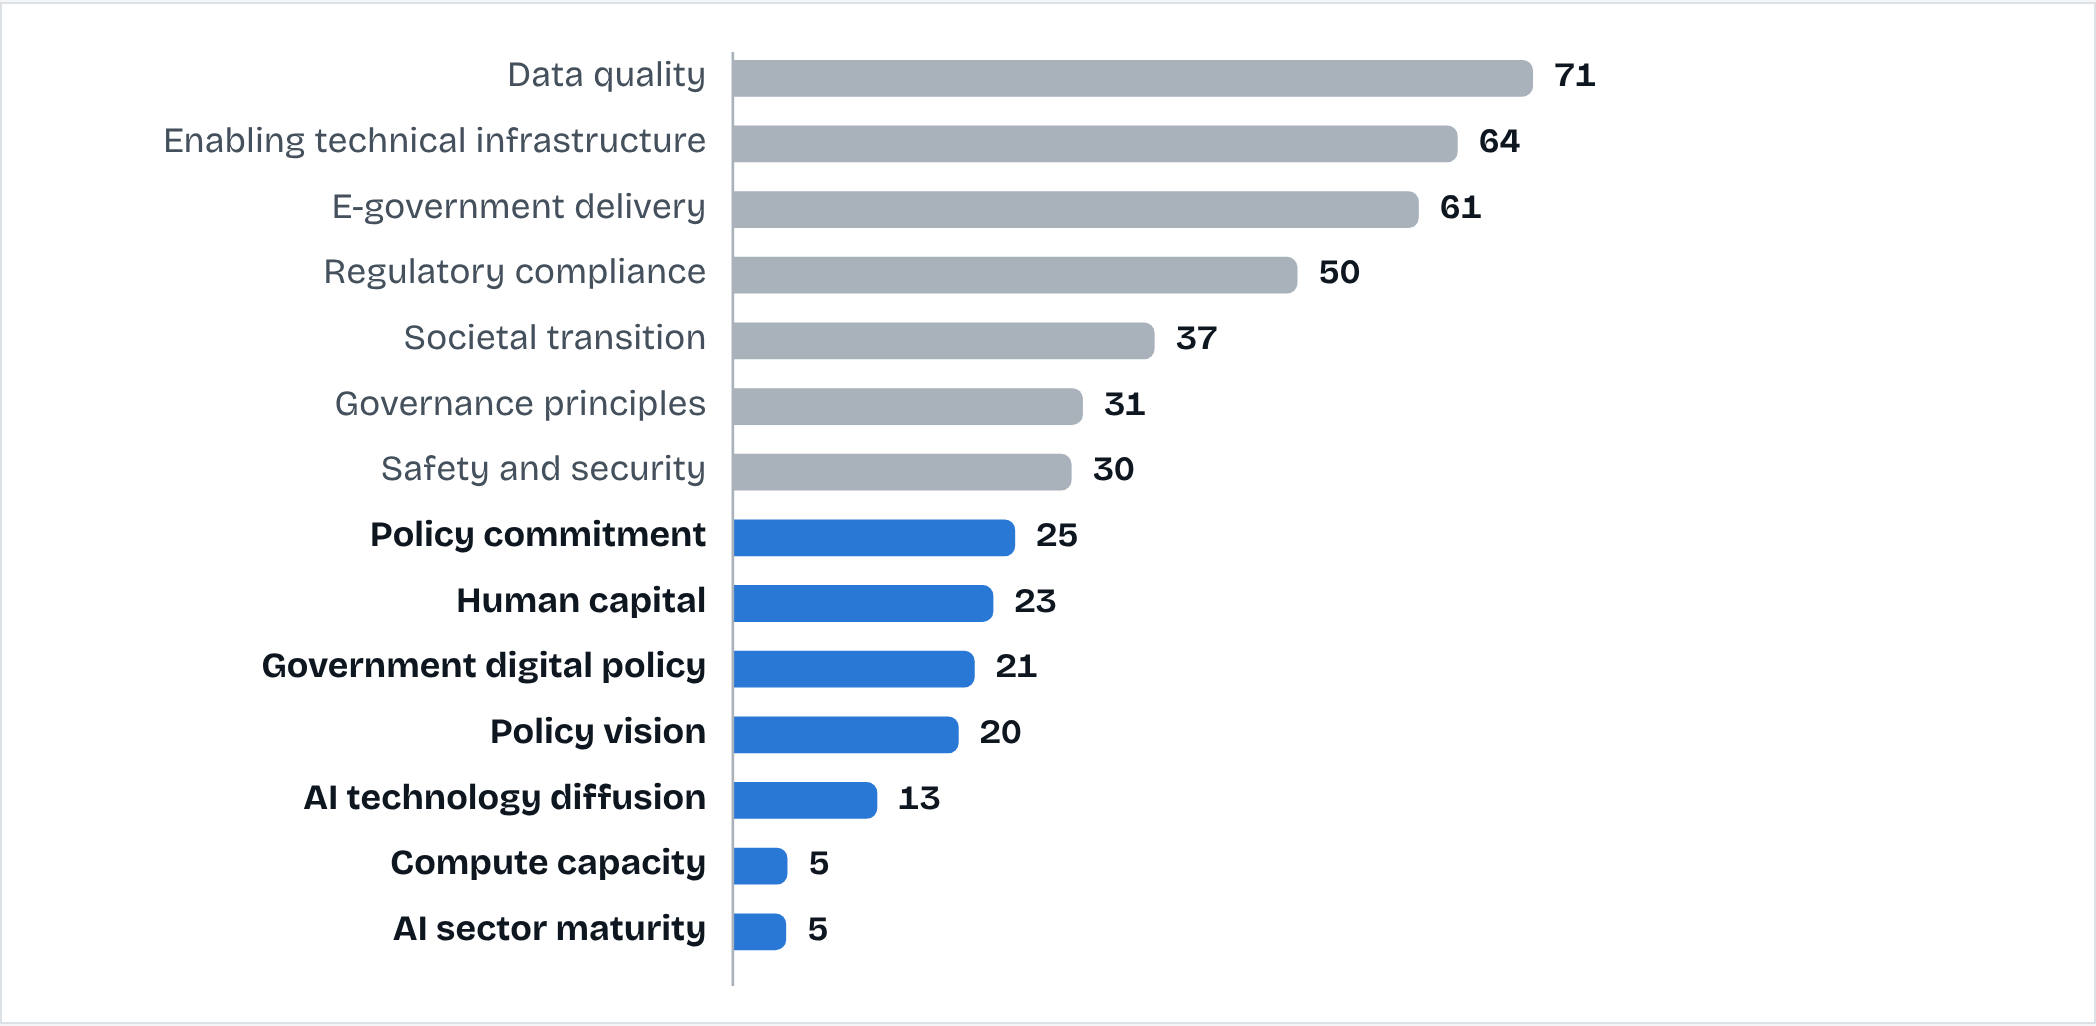 Data quality 71
Enabling technical infrastructure 64
E-government delivery 61
Regulatory compliance 50
Societal transition 37
Governance principles 31
Safety and security 30
Policy commitment 25
Human capital 23
Government digital policy 21
Policy vision 20
AI technology diffusion 13
Compute capacity 5
AI sector maturity 5